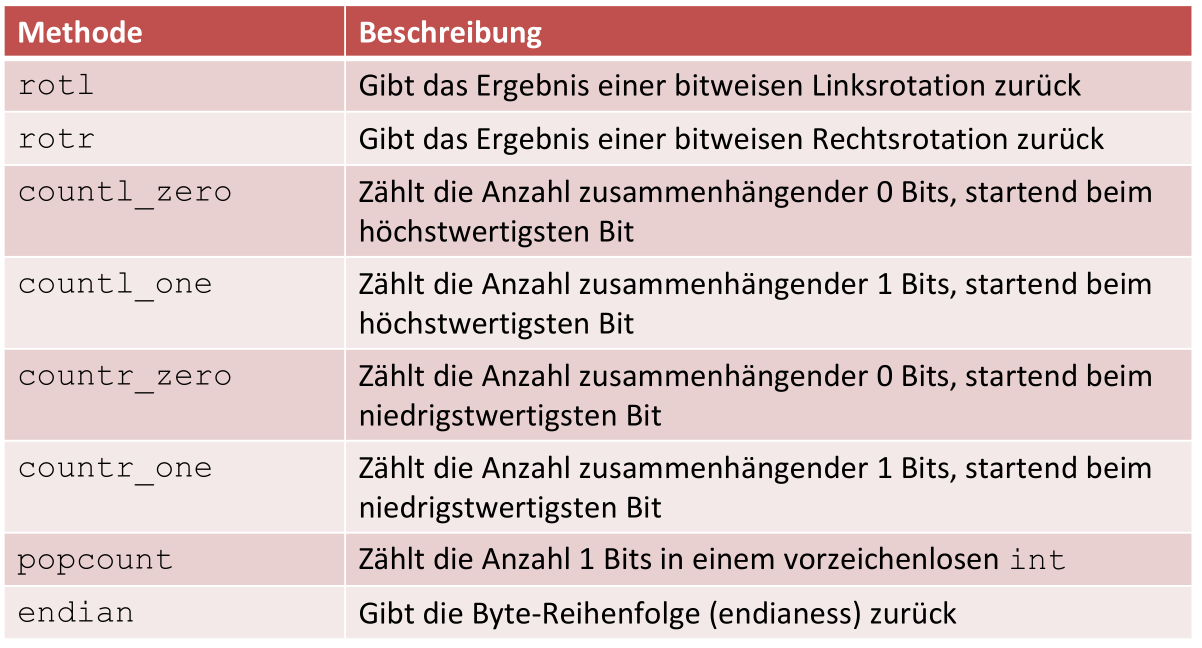 Methode Beschreibung
rotl Gibt das Ergebnis einer bitweisen Linksrotation zurück
rotr Gibt das Ergebnis einer bitweisen Rechtsrotation zurück
countl_zero Zählt die Anzahl zusammenhängender 0 Bits, startend beim
höchstwertigsten Bit
countl_one Zählt die Anzahl zusammenhängender 1 Bits, startend beim
höchstwertigsten Bit
countr_zero Zählt die Anzahl zusammenhängender 0 Bits, startend beim
niedrigstwertigsten Bit
countr_one Zählt die Anzahl zusammenhängender 1 Bits, startend beim
niedrigstwertigsten Bit
popcount Zählt die Anzahl 1 Bits in einem vorzeichenlosen int
endian Gibt die Byte-Reihenfolge (endianess) zurück